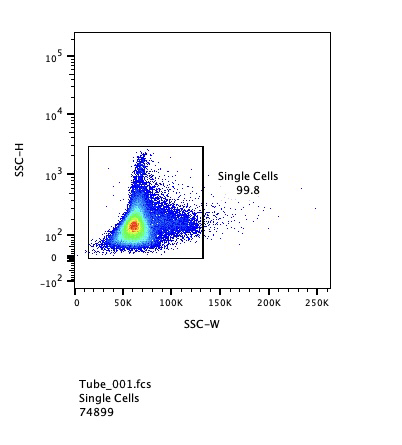 10⁵
10⁴
10³
10²
0
-10²
SSC-H
Single Cells
99.8
0 50K 100K 150K 200K 250K
SSC-W
Tube_001.fcs
Single Cells
74899